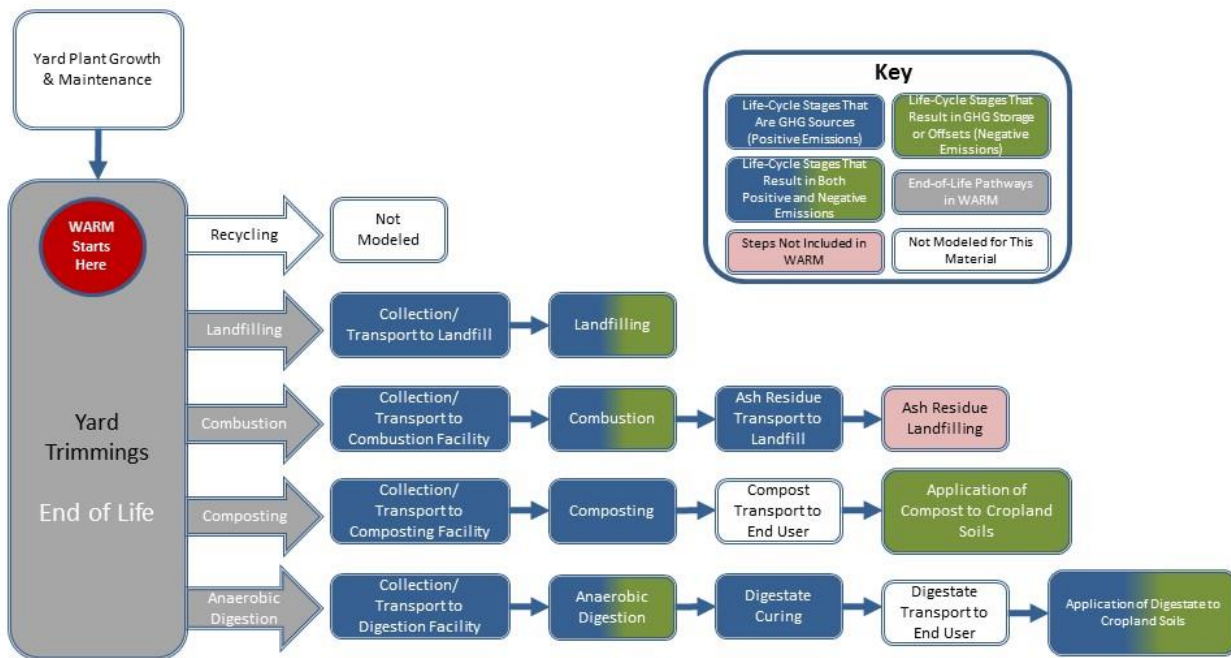 Yard Plant Growth
& Maintenance
Key
Life-Cycle Stages That
Are GHG Sources
(Positive Emissions)
Life-Cycle Stages That
Result in GHG Storage
or Offsets (Negative
Emissions)
Life-Cycle Stages That
Result in Both
Positive and Negative
Emissions
End-of-Life Pathways
in WARM
Steps Not Included in
WARM
Not Modeled for This
Material
WARM
Starts
Here
Yard
Trimmings
End of Life
Recycling
Not
Modeled
Landfilling
Collection/
Transport to Landfill
Landfilling
Combustion
Collection/
Transport to
Combustion Facility
Combustion
Ash Residue
Transport to
Landfill
Ash Residue
Landfilling
Composting
Collection/
Transport to
Composting Facility
Composting
Compost
Transport to
End User
Application of
Compost to Cropland
Soils
Anaerobic
Digestion
Collection/
Transport to
Digestion Facility
Anaerobic
Digestion
Digestate
Curing
Digestate
Transport to
End User
Application of Digestate to
Cropland Soils